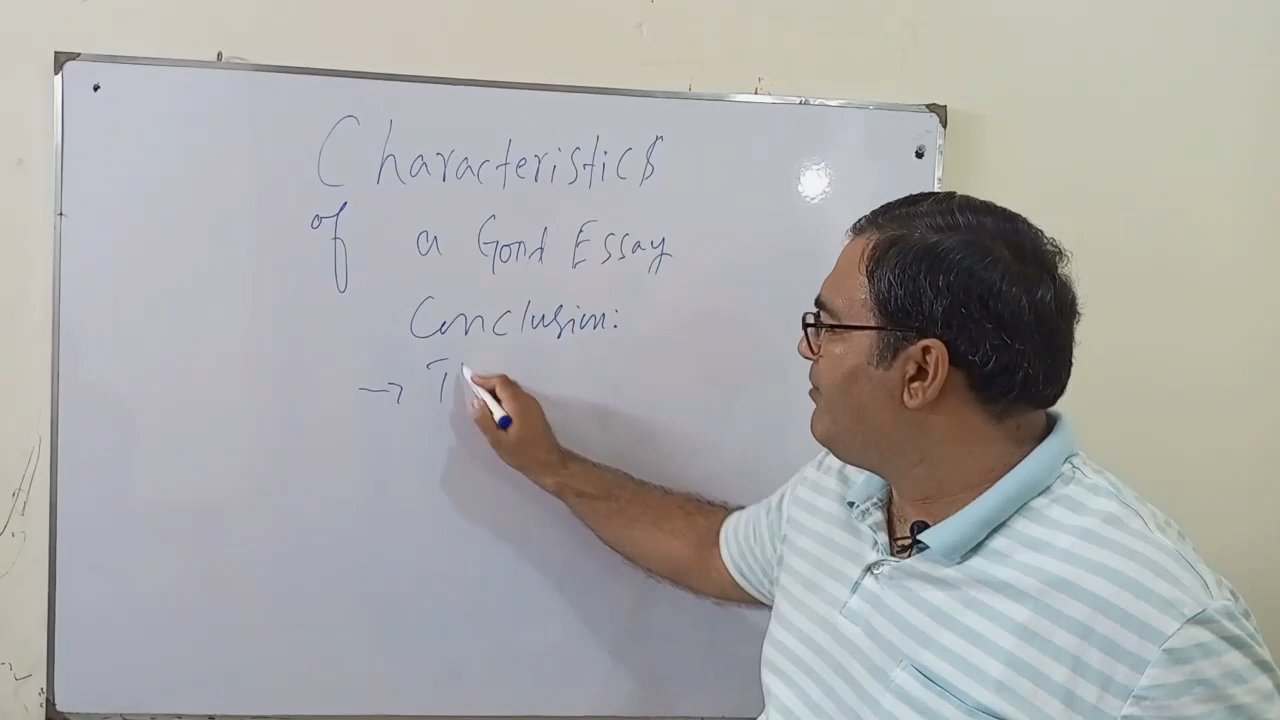 Characteristics
of a Good Essay
Conclusion:
→ T